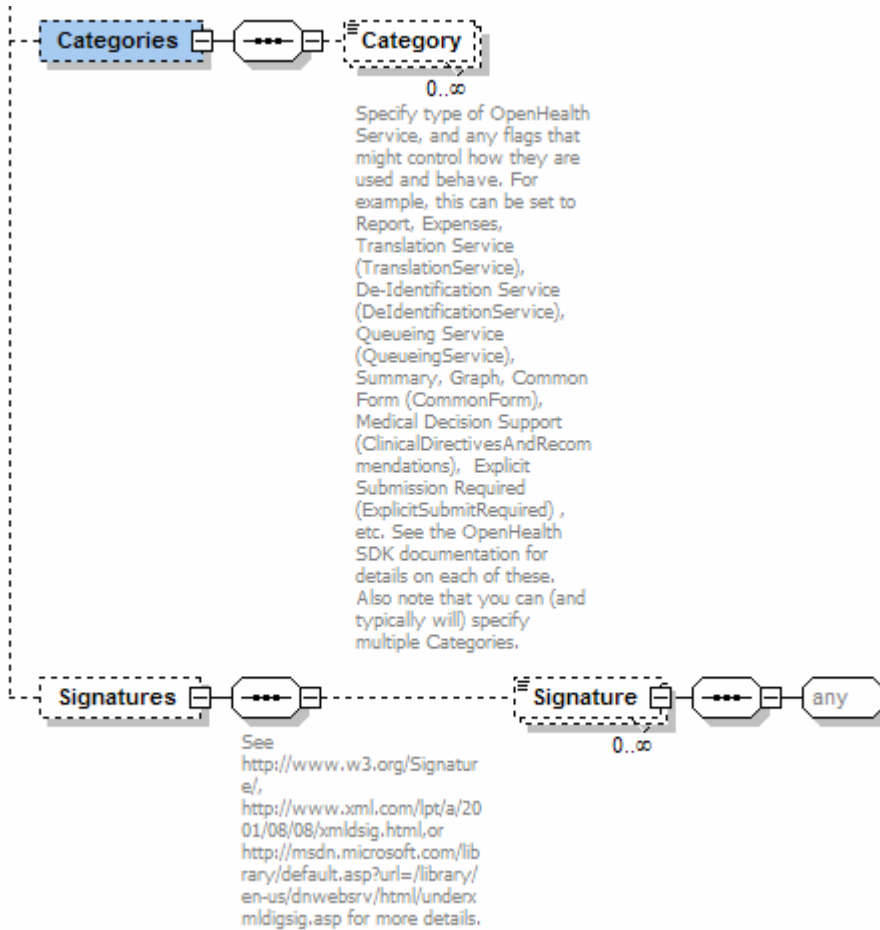 Categories
Category
0..∞
Specify type of OpenHealth
Service, and any flags that
might control how they are
used and behave. For
example, this can be set to
Report, Expenses,
Translation Service
(TranslationService),
De-Identification Service
(DeIdentificationService),
Queueing Service
(QueueingService),
Summary, Graph, Common
Form (CommonForm),
Medical Decision Support
(ClinicalDirectivesAndRecom
mendations),  Explicit
Submission Required
(ExplicitSubmitRequired) ,
etc. See the OpenHealth
SDK documentation for
details on each of these.
Also note that you can (and
typically will) specify
multiple Categories.
Signatures
Signature
any
0..∞
See
http://www.w3.org/Signatur
e/,
http://www.xml.com/lpt/a/20
01/08/08/xmldsig.html,or
http://msdn.microsoft.com/lib
rary/default.asp?url=/library/
en-us/dnwebsrv/html/underx
mldigsig.asp for more details.